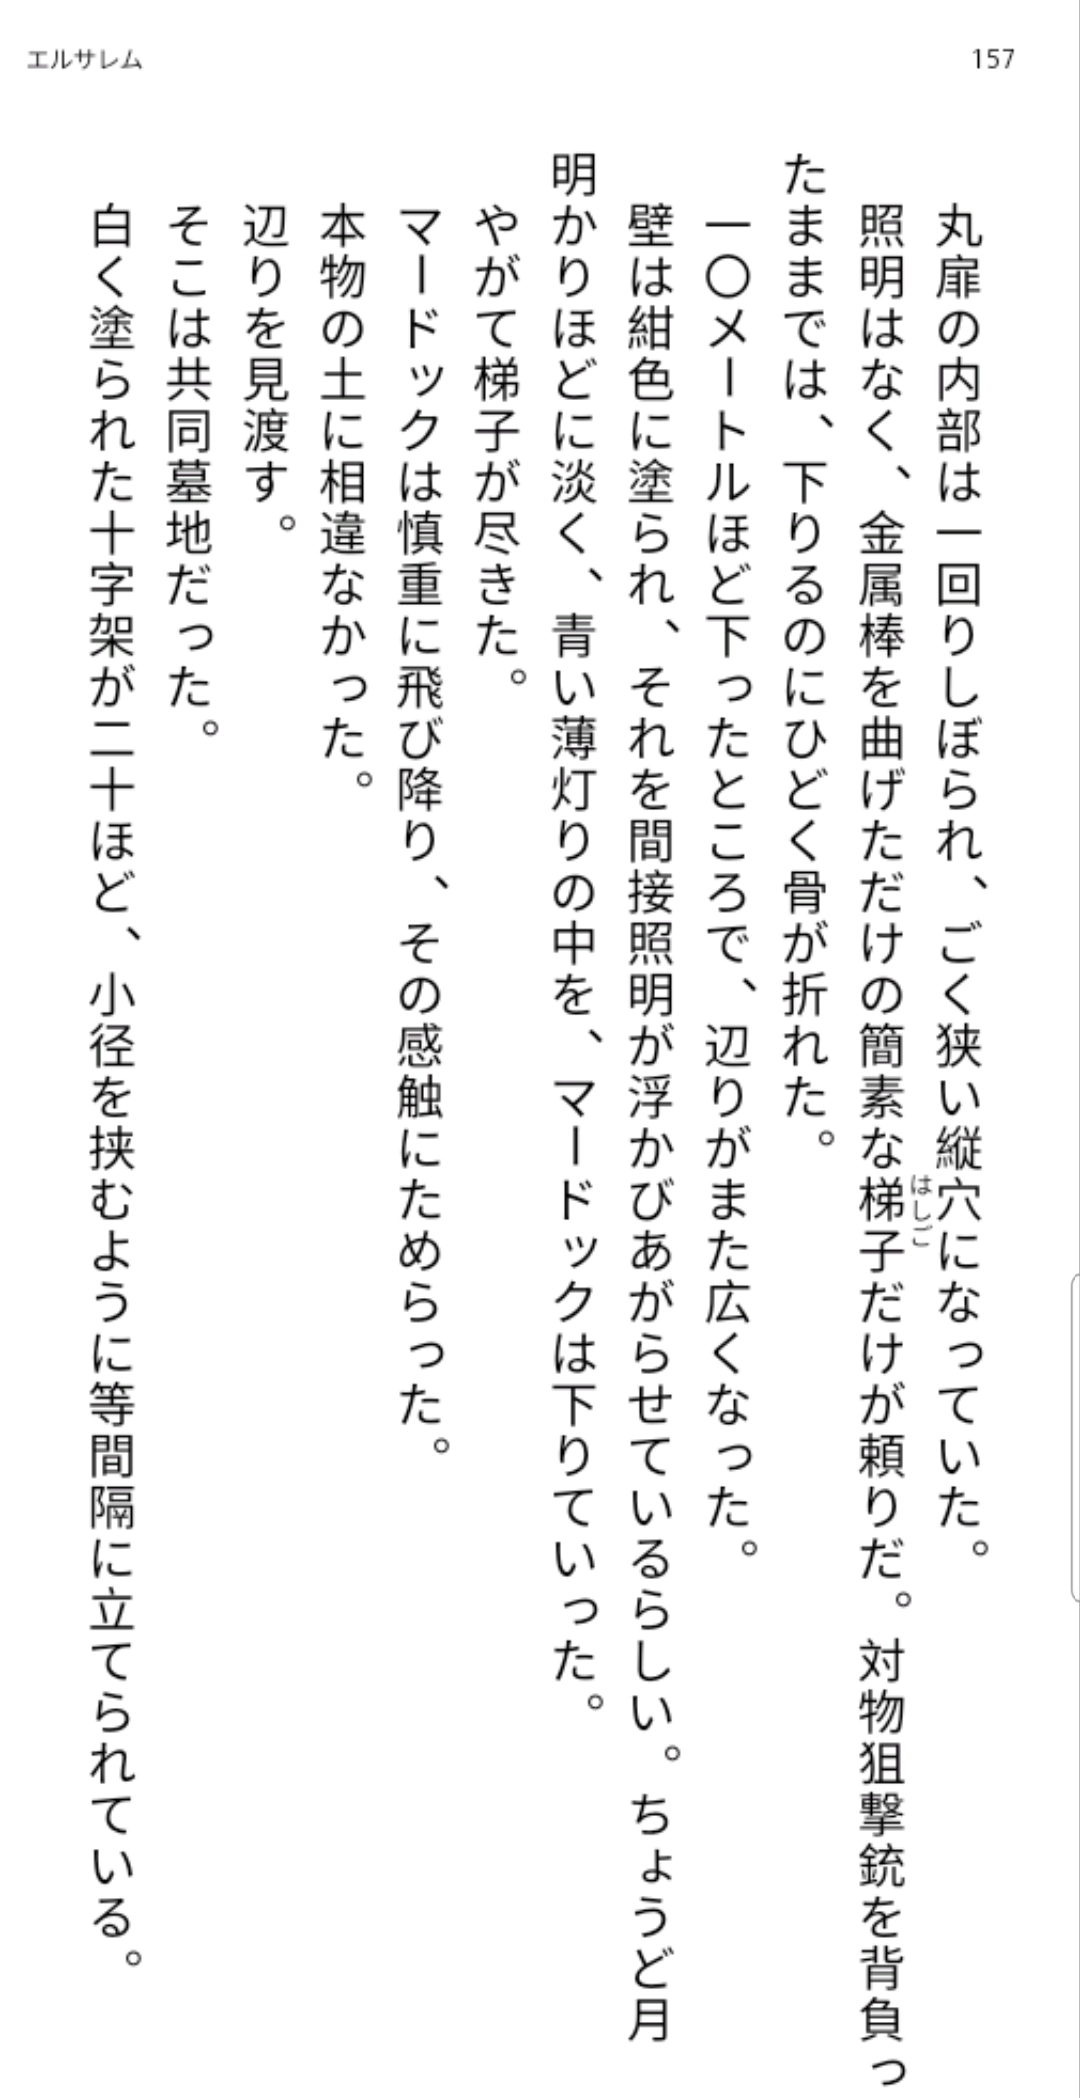 エルサレム
157
丸扉の内部は一回りしぼられ、ごく狭い縦穴になっていた。
照明はなく、金属棒を曲げただけの簡素な梯子だけが頼りだ。対物狙撃銃を背負っ
はしご
たままでは、下りるのにひどく骨が折れた。
一〇メートルほど下ったところで、辺りがまた広くなった。
壁は紺色に塗られ、それを間接照明が浮かびあがらせているらしい。ちょうど月
明かりほどに淡く、青い薄灯りの中を、マードックは下りていった。
やがて梯子が尽きた。
マードックは慎重に飛び降り、その感触にためらった。
本物の土に相違なかった。
辺りを見渡す。
そこは共同墓地だった。
白く塗られた十字架が二十ほど、小径を挟むように等間隔に立てられている。